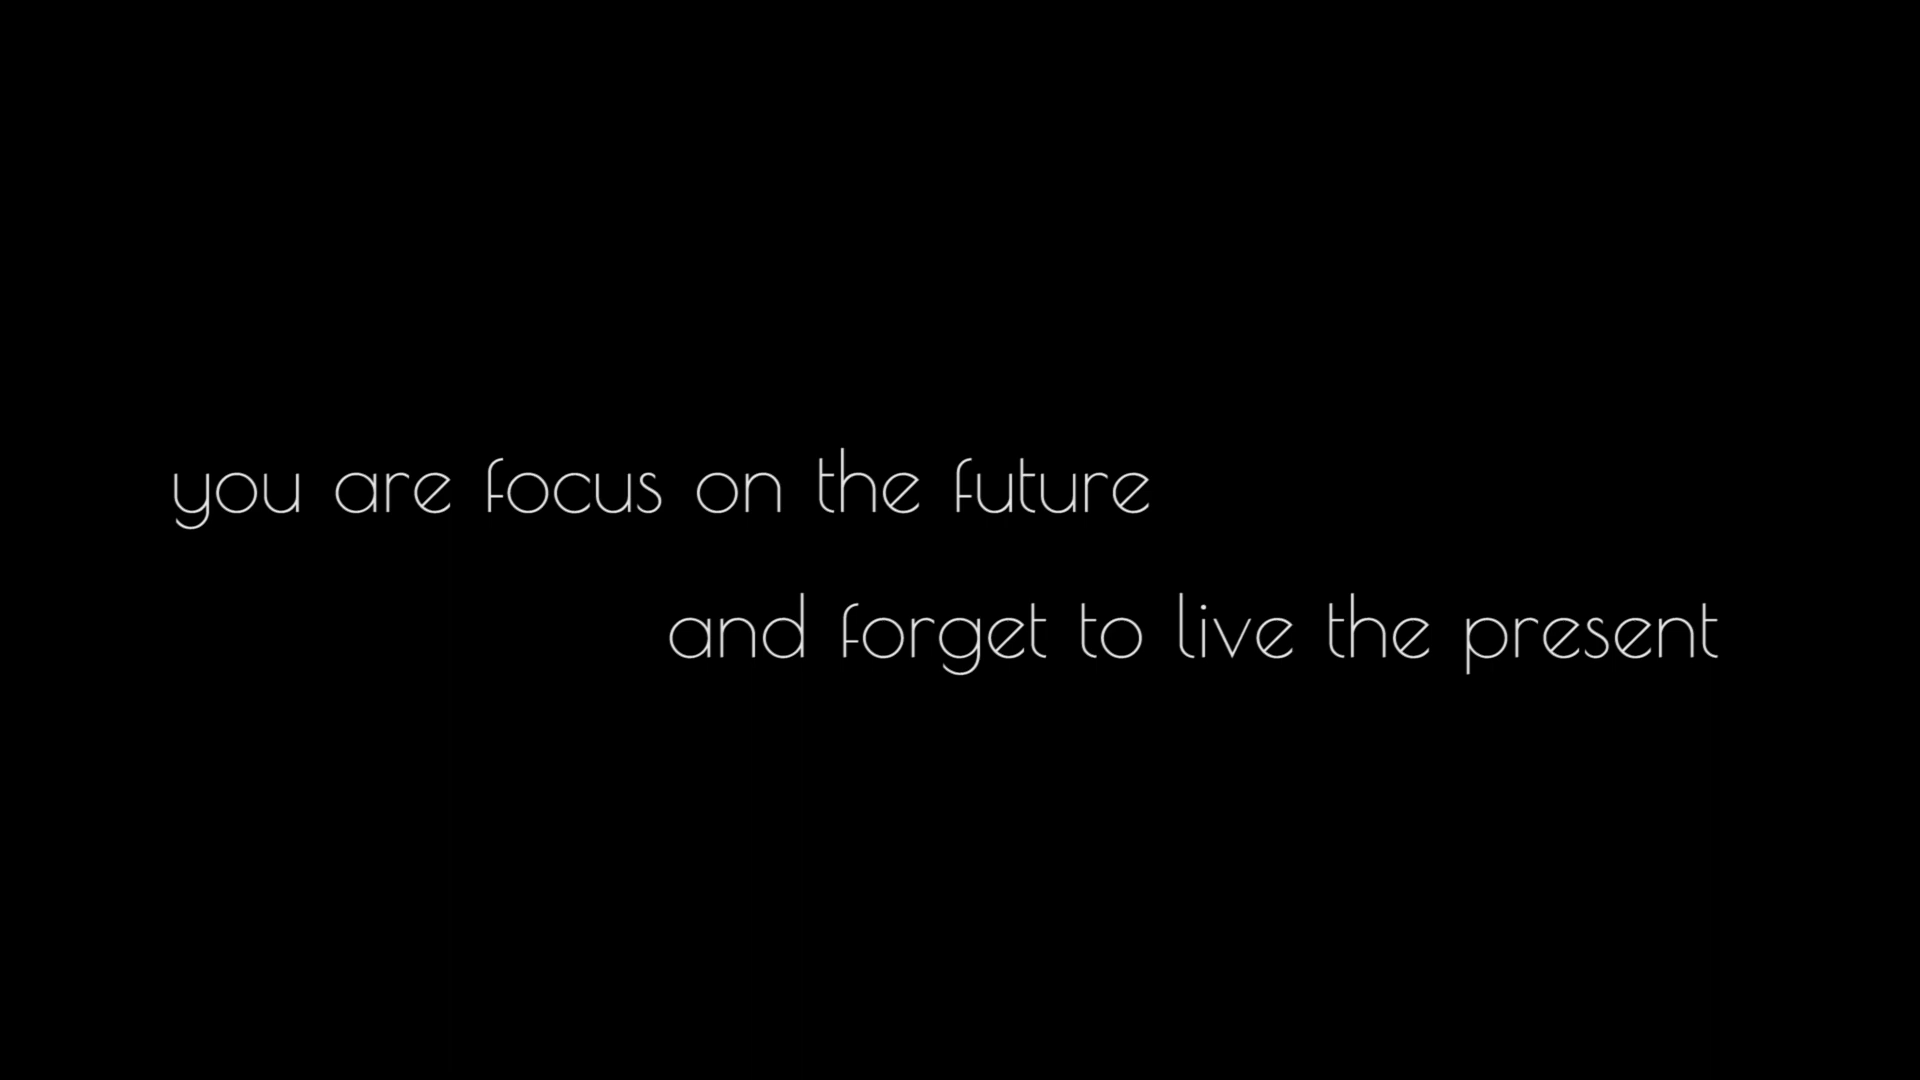 you are focus on the future
and forget to live the present